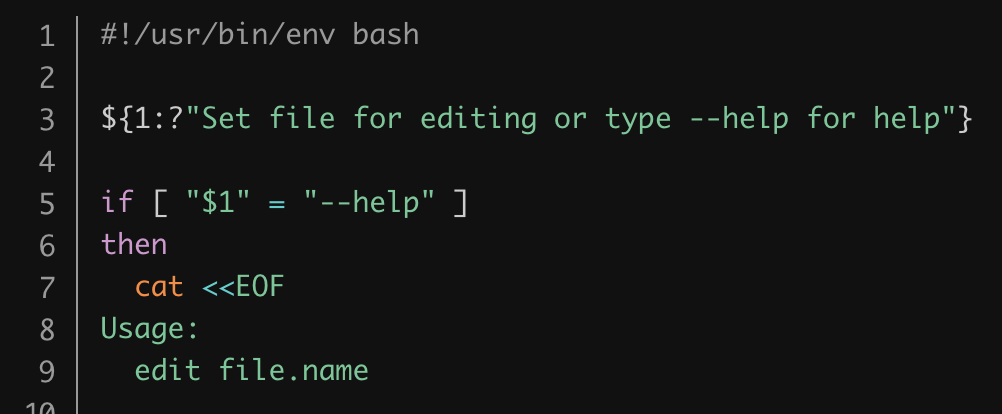 1 #!/usr/bin/env bash
2
3 ${1:?"Set file for editing or type --help for help"}
4
5 if [ "$1" = "--help" ]
6 then
7   cat <<EOF
8 Usage:
9   edit file.name
10